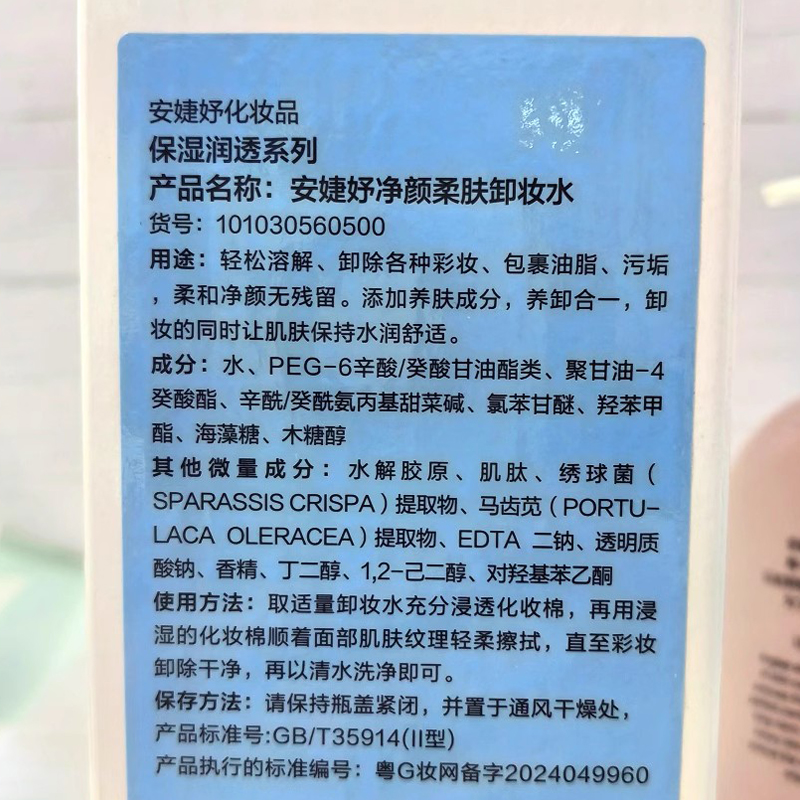 安婕妤化妆品
保湿润透系列
产品名称：安婕妤净颜柔肤卸妆水
货号：101030560500
用途：轻松溶解、卸除各种彩妆、包裹油脂、污垢
，柔和净颜无残留。添加养肤成分，养卸合一，卸
妆的同时让肌肤保持水润舒适。
成分：水、PEG-6辛酸/癸酸甘油酯类、聚甘油-4
癸酸酯、辛酰/癸酰氨丙基甜菜碱、氯苯甘醚、羟苯甲
酯、海藻糖、木糖醇
其他微量成分：水解胶原、肌肽、绣球菌（
SPARASSIS CRISPA）提取物、马齿苋（PORTU-
LACA OLERACEA）提取物、EDTA 二钠、透明质
酸钠、香精、丁二醇、1,2-己二醇、对羟基苯乙酮
使用方法：取适量卸妆水充分浸透化收棉，再用浸
湿的化妆棉顺着面部肌肤纹理轻柔擦拭，直至彩妆
卸除干净，再以清水洗净即可。
保存方法：请保持瓶盖紧闭，并置于通风干燥处，
产品标准号:GB/T35914(II型)
产品执行的标准编号：粤G妆网备字2024049960